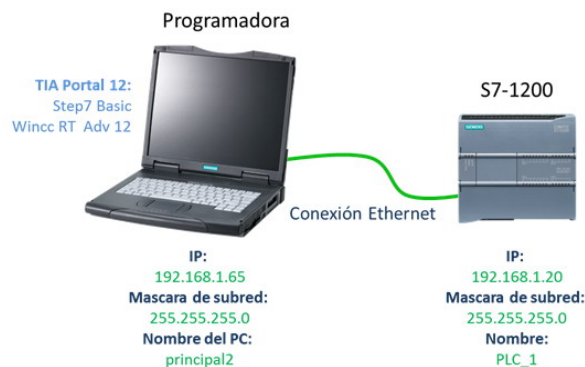 Programadora
TIA Portal 12:
Step7 Basic
Wincc RT Adv 12
S7-1200
SIEMENS
Conexión Ethernet
IP:
192.168.1.65
Mascara de subred:
255.255.255.0
Nombre del PC:
principal2
IP:
192.168.1.20
Mascara de subred:
255.255.255.0
Nombre:
PLC_1